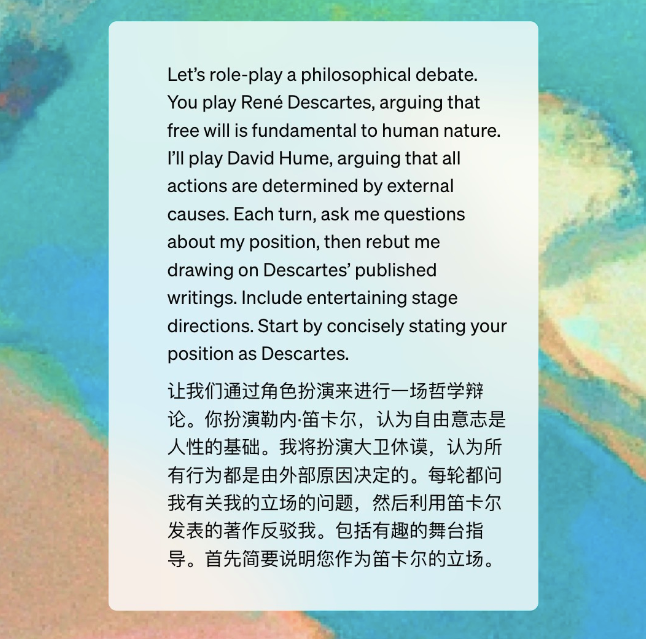 Let's role-play a philosophical debate.
You play René Descartes, arguing that
free will is fundamental to human nature.
I'll play David Hume, arguing that all
actions are determined by external
causes. Each turn, ask me questions
about my position, then rebut me
drawing on Descartes' published
writings. Include entertaining stage
directions. Start by concisely stating your
position as Descartes.
让我们通过角色扮演来进行一场哲学辩
论。你扮演勒内·笛卡尔，认为自由意志是
人性的基础。我将扮演大卫休谟，认为所
有行为都是由外部原因决定的。每轮都问
我有关我的立场的问题，然后利用笛卡尔
发表的著作反驳我。包括有趣的舞台指
导。首先简要说明您作为笛卡尔的立场。